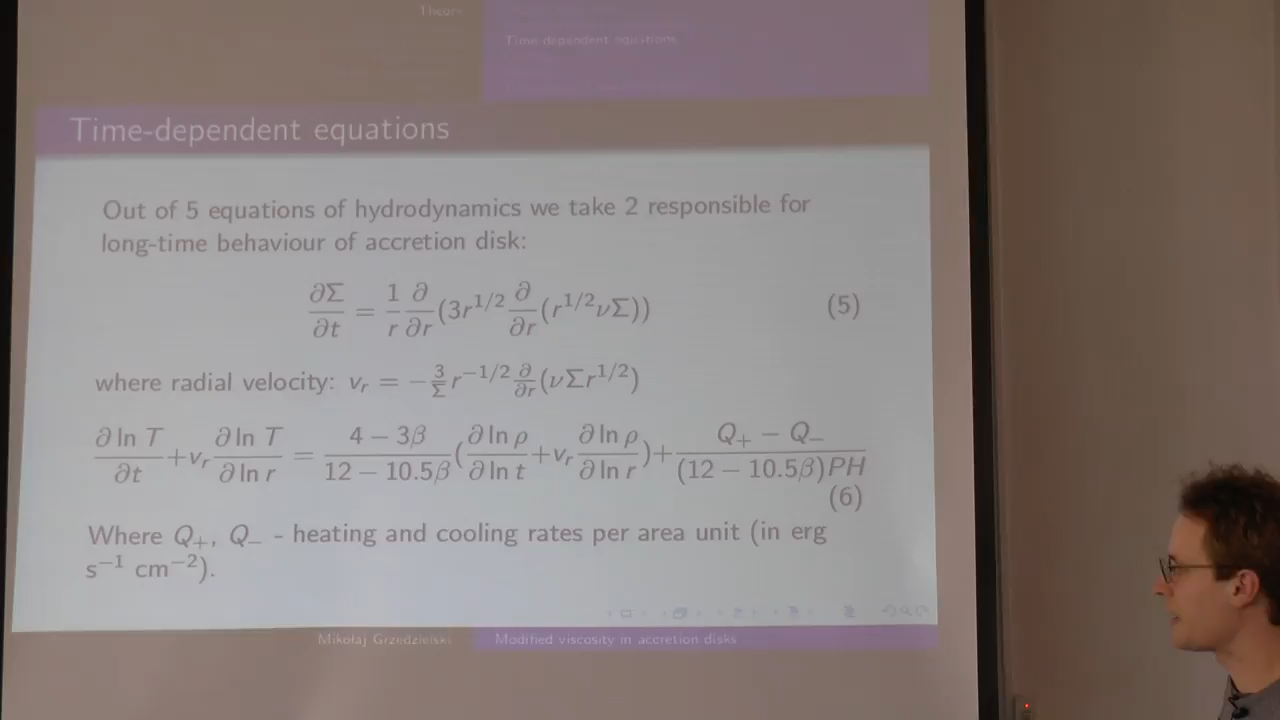 Theory
Time dependent equations
Time-dependent equations
Out of 5 equations of hydrodynamics we take 2 responsible for
long-time behaviour of accretion disk:
∂Σ/∂t = 1/r ∂/∂r (3r^{1/2} ∂/∂r (r^{1/2}νΣ)) (5)
where radial velocity: v_r = −3/Σ r^{−1/2} ∂/∂r (νΣr^{1/2})
∂ ln T/∂t + v_r ∂ ln T/∂ ln r = (4 − 3β)/(12 − 10.5β) (∂ ln ρ/∂ ln t + v_r ∂ ln ρ/∂ ln r) + (Q_+ − Q_−)/((12 − 10.5β)PH)
(6)
Where Q_+, Q_− - heating and cooling rates per area unit (in erg
s^{−1} cm^{−2}).
Mikołaj Grzędzielski Modified viscosity in accretion disks